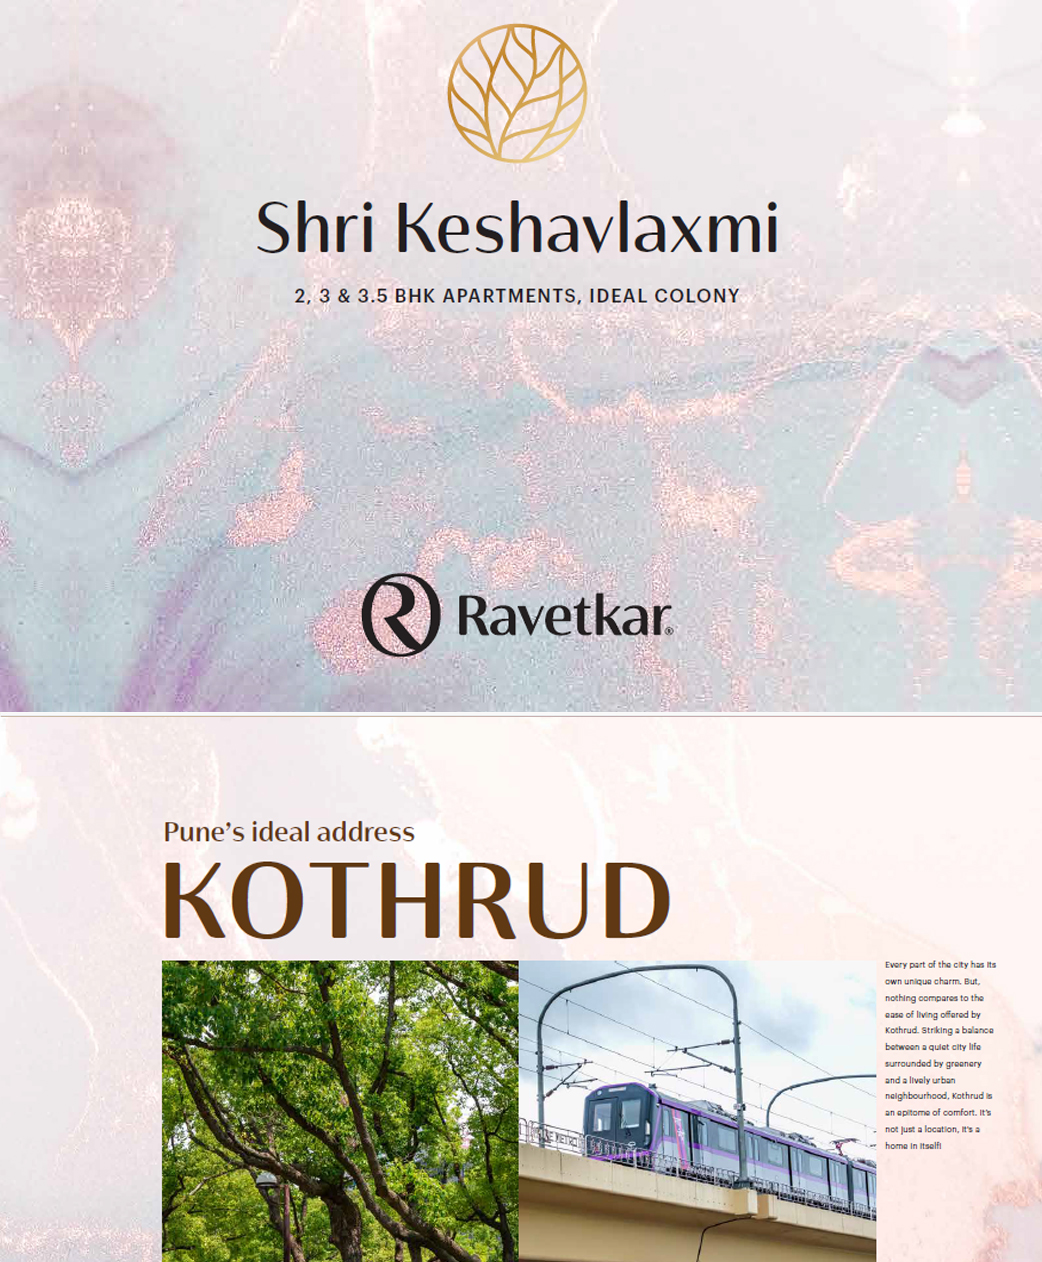 Shri Keshavlaxmi
2, 3 & 3.5 BHK APARTMENTS, IDEAL COLONY
R Ravetkar®
Pune's ideal address
KOTHRUD
Every part of the city has its
own unique charm. But,
nothing compares to the
ease of living offered by
Kothrud. Striking a balance
between a quiet city life
surrounded by greenery
and a lively urban
neighbourhood, Kothrud is
an epitome of comfort. It's
not just a location, it's a
home in itself!